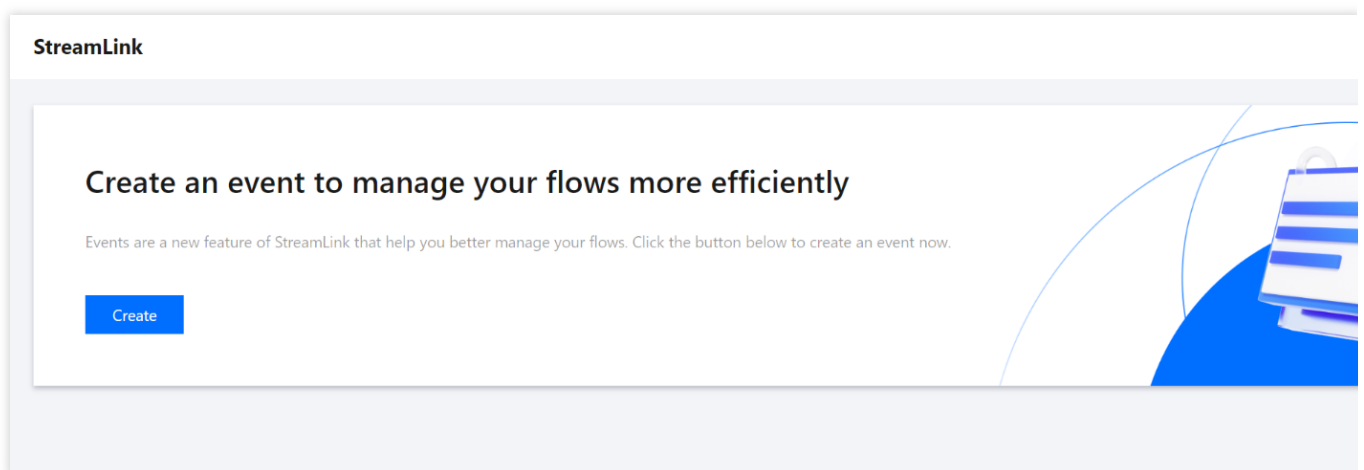 StreamLink
Create an event to manage your flows more efficiently
Events are a new feature of StreamLink that help you better manage your flows. Click the button below to create an event now.
Create